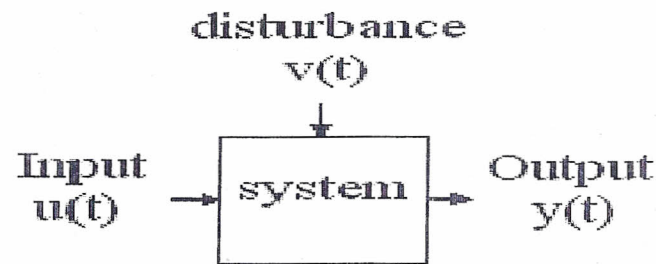 disturbance
v(t)
Input
u(t)
system
Output
y(t)